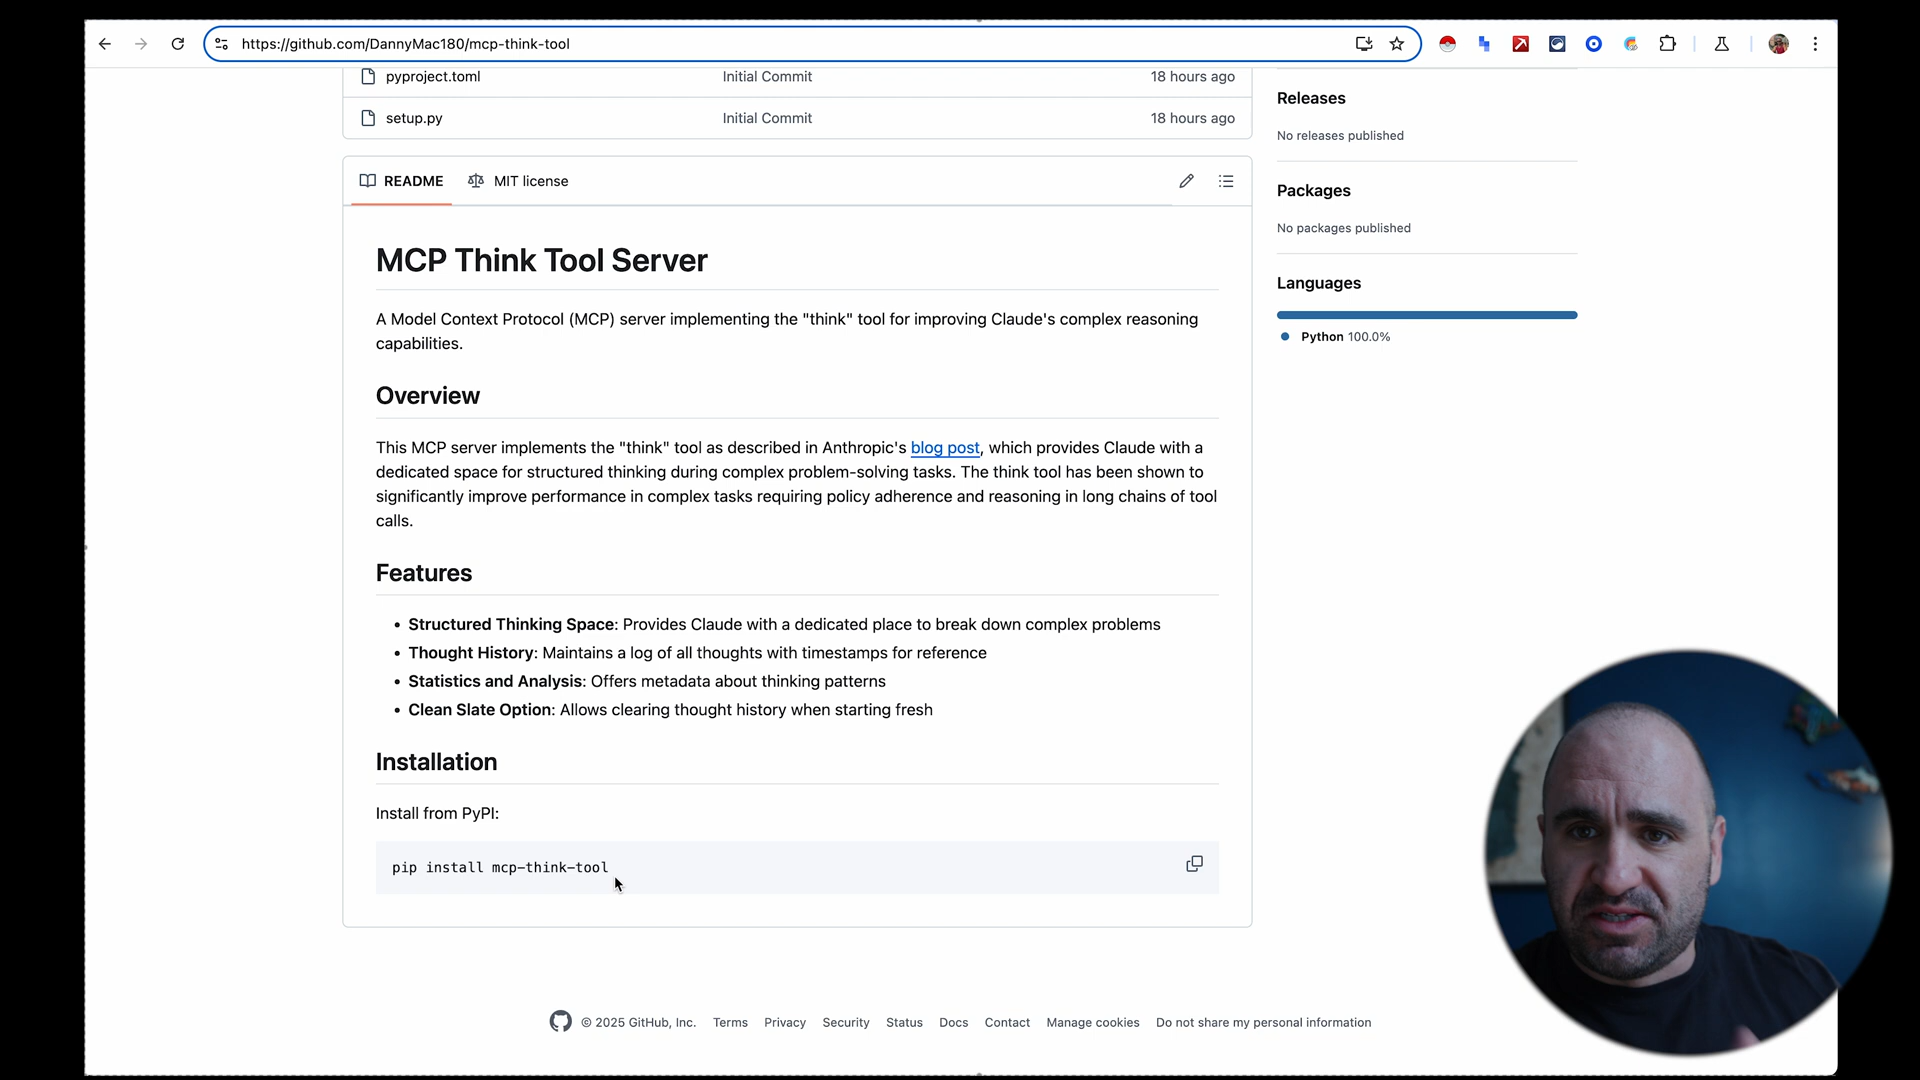 https://github.com/DannyMac180/mcp-think-tool
pyproject.toml Initial Commit 18 hours ago
setup.py Initial Commit 18 hours ago
README MIT license
MCP Think Tool Server
A Model Context Protocol (MCP) server implementing the "think" tool for improving Claude's complex reasoning
capabilities.
Overview
This MCP server implements the "think" tool as described in Anthropic's blog post, which provides Claude with a
dedicated space for structured thinking during complex problem-solving tasks. The think tool has been shown to
significantly improve performance in complex tasks requiring policy adherence and reasoning in long chains of tool
calls.
Features
• Structured Thinking Space: Provides Claude with a dedicated place to break down complex problems
• Thought History: Maintains a log of all thoughts with timestamps for reference
• Statistics and Analysis: Offers metadata about thinking patterns
• Clean Slate Option: Allows clearing thought history when starting fresh
Installation
Install from PyPI:
pip install mcp-think-tool
Releases
No releases published
Packages
No packages published
Languages
Python 100.0%
© 2025 GitHub, Inc. Terms Privacy Security Status Docs Contact Manage cookies Do not share my personal information